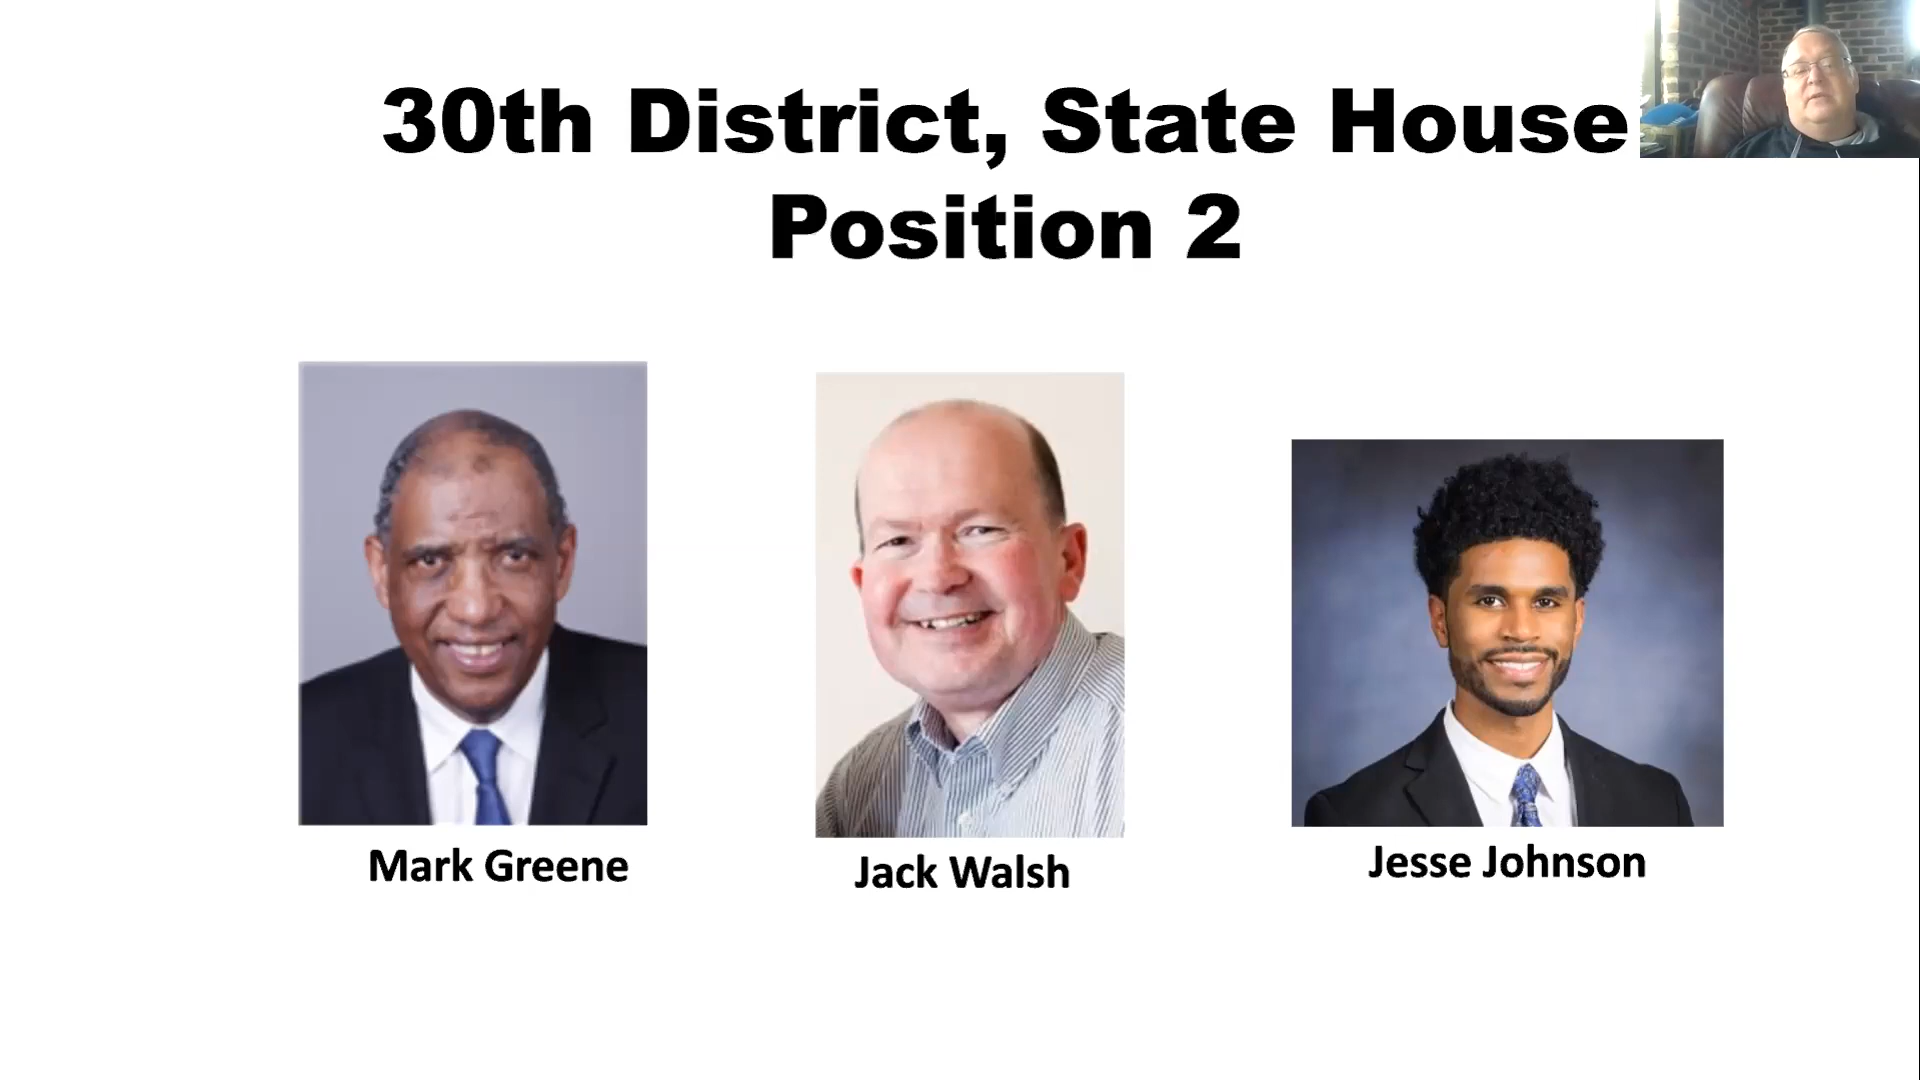 30th District, State House
Position 2
Mark Greene
Jack Walsh
Jesse Johnson